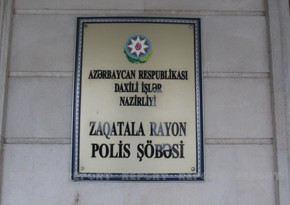 AZƏRBAYCAN RESPUBLİKASI
DAXİLİ İŞLƏR
NAZİRLİYİ
ZAQATALA RAYON
POLİS ŞÖBƏSİ